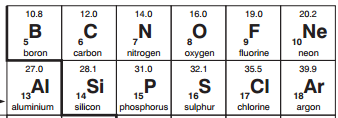 10.8 12.0 14.0 16.0 19.0 20.2
B C N O F Ne
5 6 7 8 9 10
boron carbon nitrogen oxygen fluorine neon
27.0 28.1 31.0 32.1 35.5 39.9
Al Si P S Cl Ar
13 14 15 16 17 18
aluminium silicon phosphorus sulphur chlorine argon